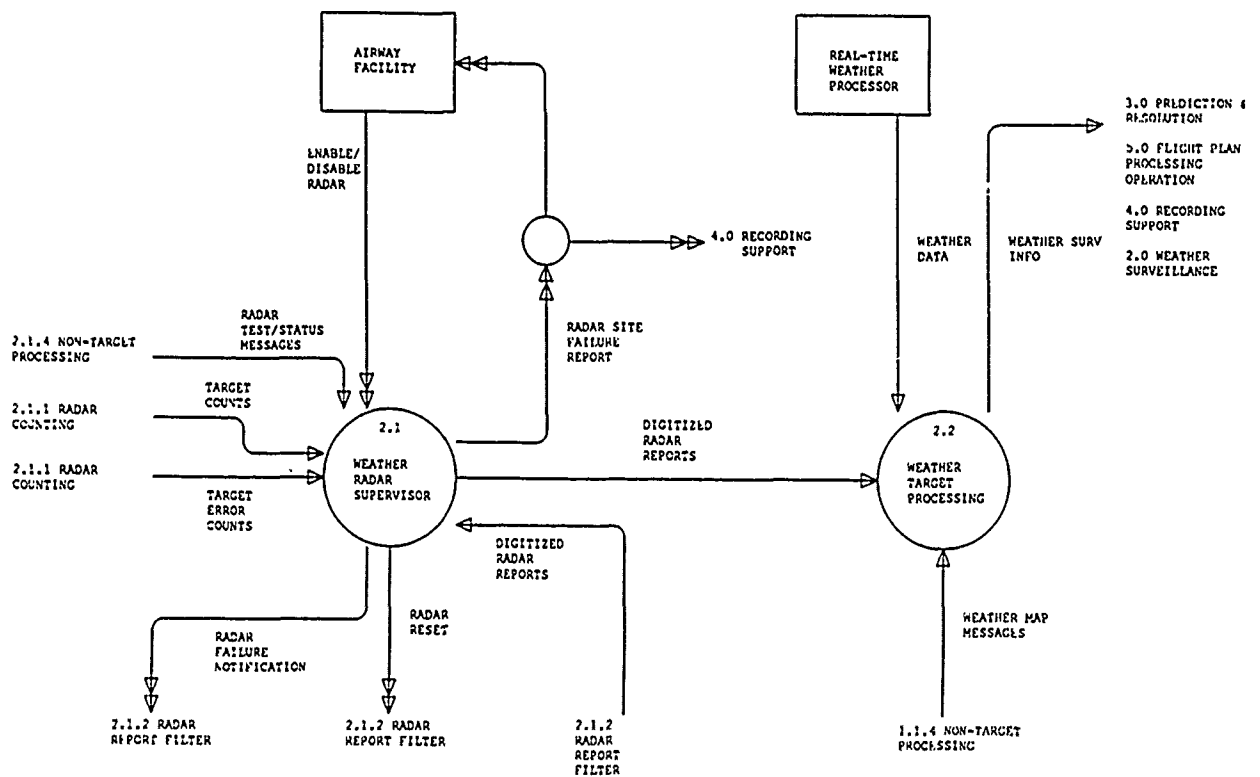 AIRWAY
FACILITY
REAL-TIME
WEATHER
PROCESSOR
3.0 PREDICTION &
RESOLUTION
5.0 FLIGHT PLAN
PROCESSING
OPERATION
4.0 RECORDING
SUPPORT
2.0 WEATHER
SURVEILLANCE
ENABLE/
DISABLE
RADAR
4.0 RECORDING
SUPPORT
WEATHER
DATA
WEATHER SURV
INFO
RADAR
TEST/STATUS
MESSAGES
2.1.4 NON-TARGET
PROCESSING
RADAR SITE
FAILURE
REPORT
TARGET
COUNTS
2.1.1 RADAR
COUNTING
2.1.1 RADAR
COUNTING
TARGET
ERROR
COUNTS
2.1
WEATHER
RADAR
SUPERVISOR
DIGITIZED
RADAR
REPORTS
2.2
WEATHER
TARGET
PROCESSING
DIGITIZED
RADAR
REPORTS
RADAR
RESET
RADAR
FAILURE
NOTIFICATION
WEATHER MAP
MESSAGES
2.1.2 RADAR
REPORT FILTER
2.1.2 RADAR
REPORT FILTER
2.1.2
RADAR
REPORT
FILTER
1.1.4 NON-TARGET
PROCESSING